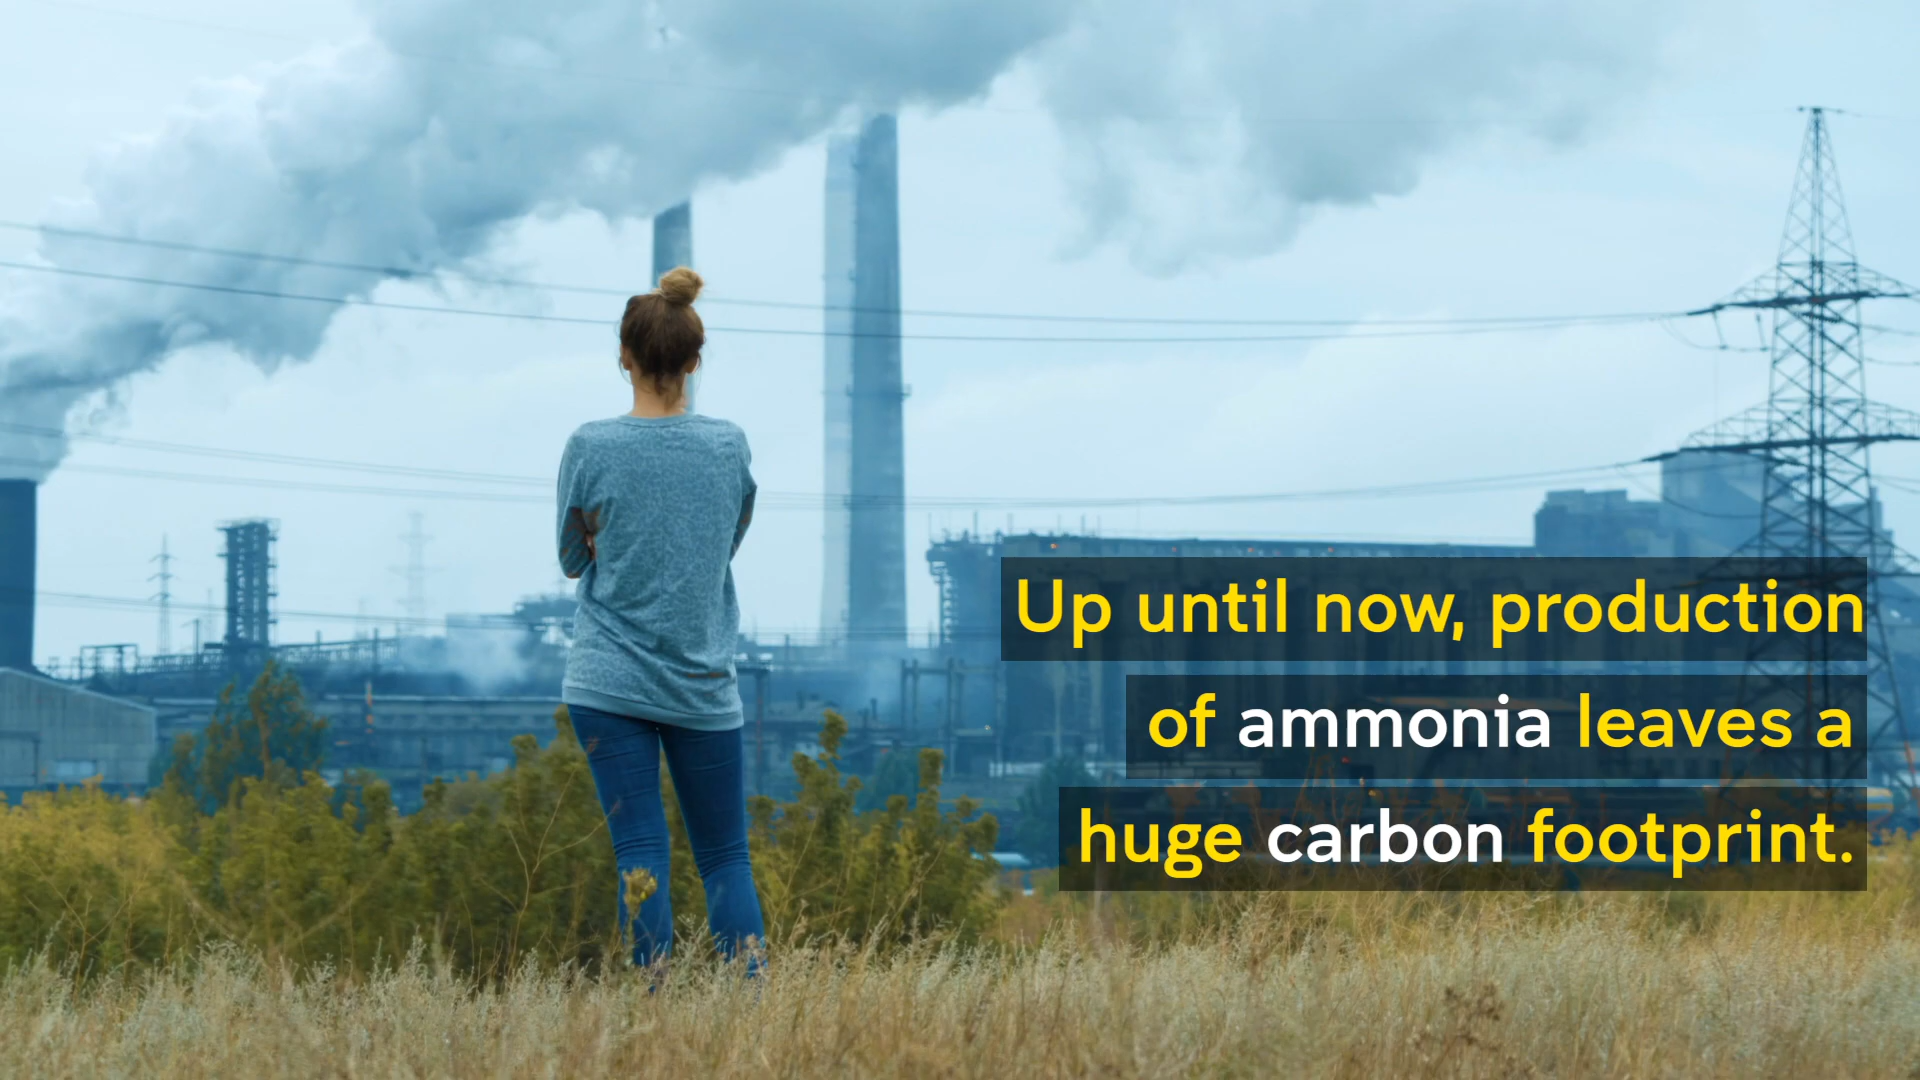 Up until now, production
of ammonia leaves a
huge carbon footprint.